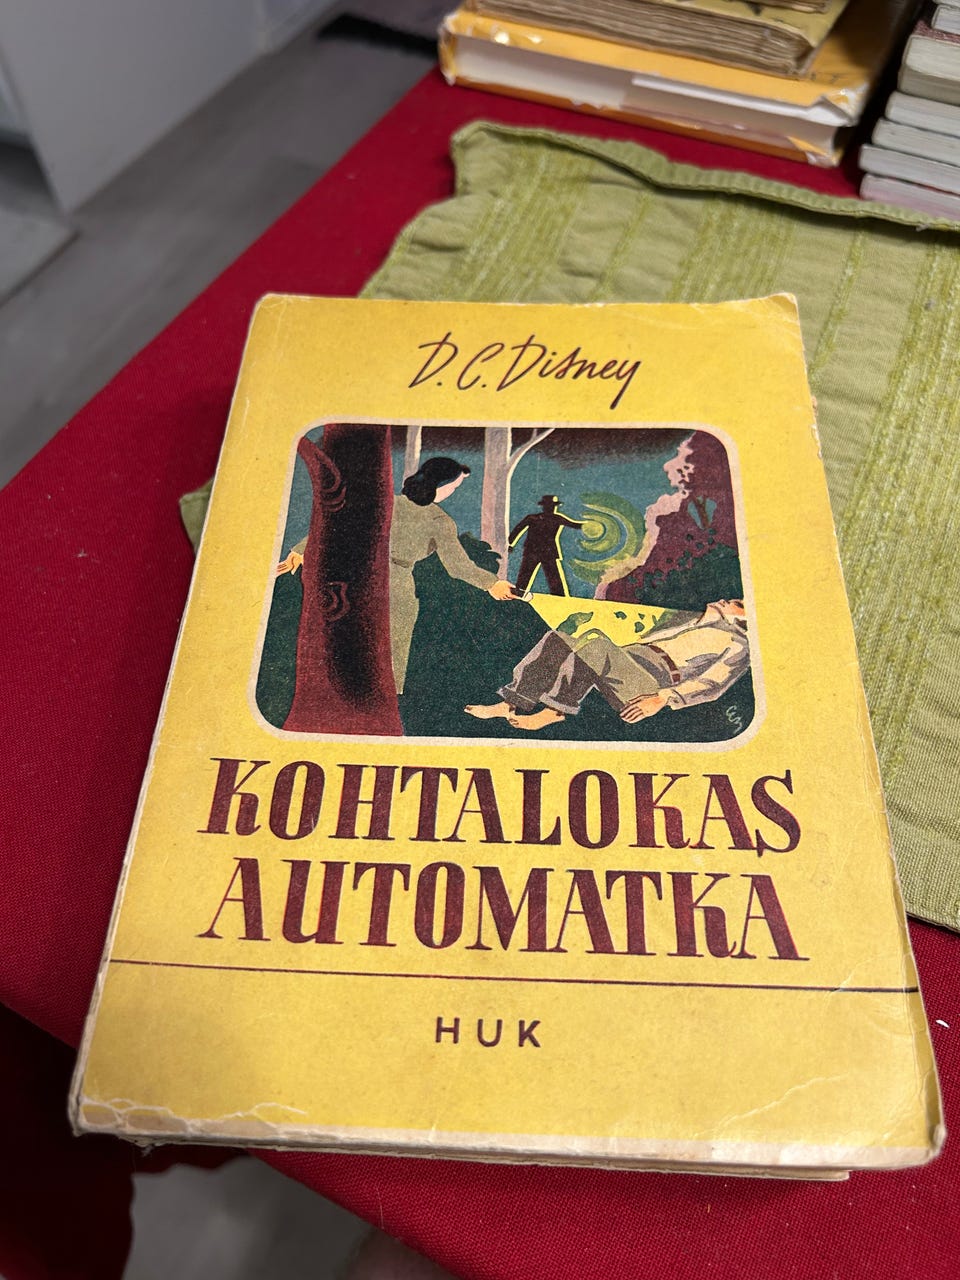 D.C. Disney
KOHTALOKAS
AUTOMATKA
HUK